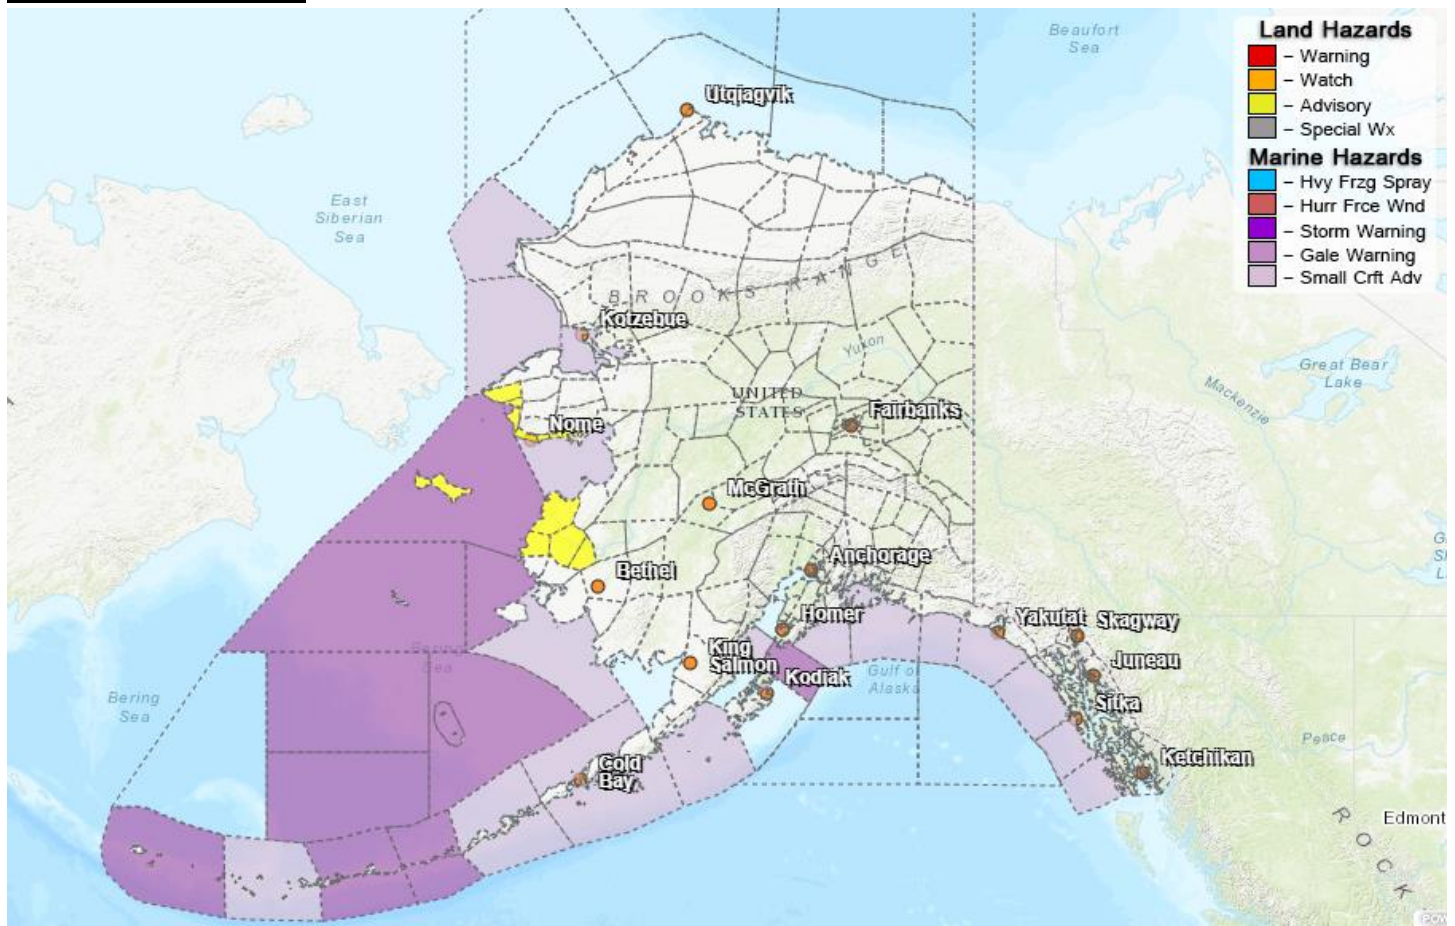 Land Hazards
– Warning
– Watch
– Advisory
– Special Wx
Marine Hazards
– Hvy Frzg Spray
– Hurr Frce Wnd
– Storm Warning
– Gale Warning
– Small Crft Adv
Beaufort
Sea
Utqiagvik
East
Siberian
Sea
BROOKS RANGE
Kotzebue
Yukon
Great Bear
Lake
Mackenzie
UNITED
STATES
Fairbanks
Nome
McGrath
Anchorage
Bethel
Homer
Yakutat
Skagway
King
Salmon
Kodiak
Juneau
Bering
Sea
Gulf of
Alaska
Bering
Sea
Sitka
Peace
Ketchikan
Cold
Bay
Edmont
ROCK